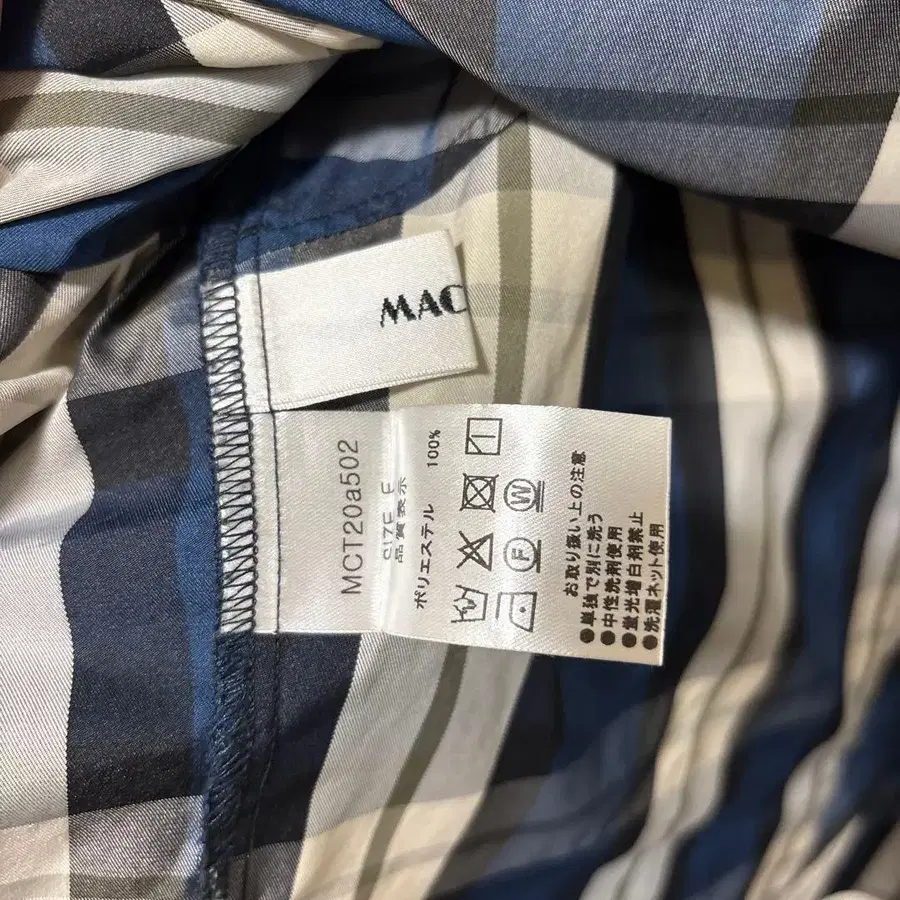 MAC
MCT20a502
SIZE F
品質表示
ポリエステル 100%
W
F
お取り扱い上の注意
●単独で別に洗う
●中性洗剤使用
●蛍光増白剤禁止
●洗濯ネット使用